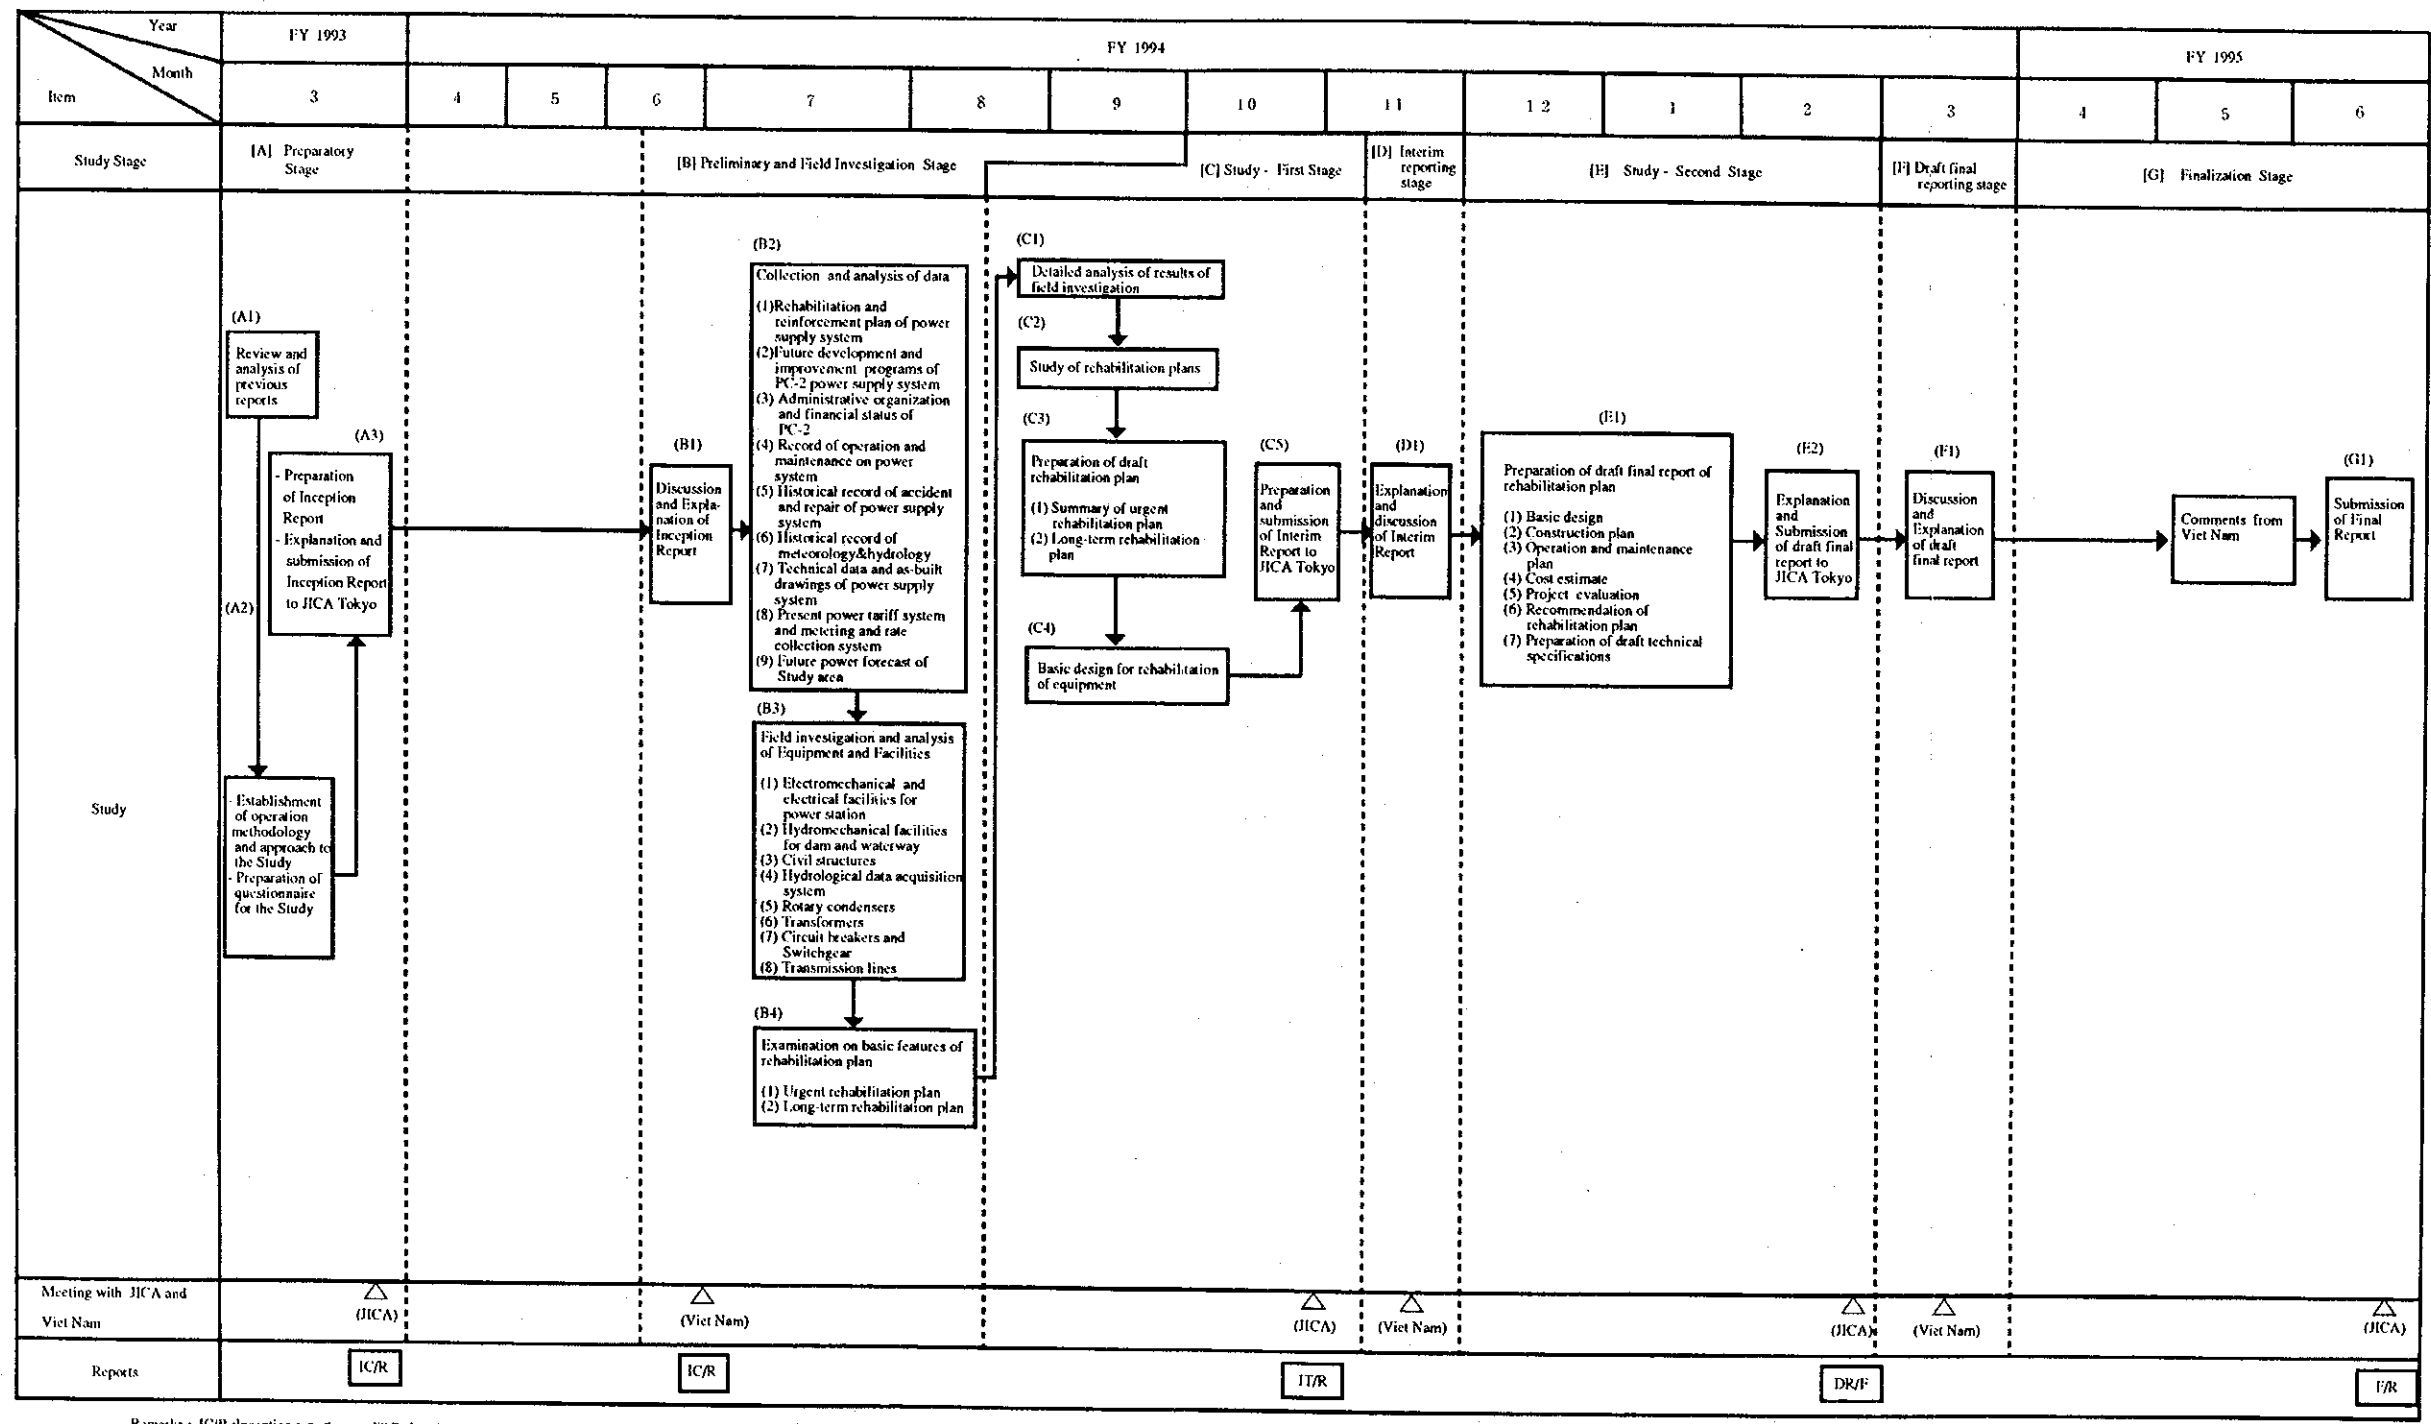 Year
Month
Item
FY 1993
FY 1994
FY 1995
3
4
5
6
7
8
9
10
11
12
1
2
3
4
5
6
Study Stage
[A] Preparatory
Stage
[B] Preliminary and Field Investigation Stage
[C] Study - First Stage
[D] Interim
reporting
stage
[E] Study - Second Stage
[F] Draft final
reporting stage
[G] Finalization Stage
Study
(A1)
Review and
analysis of
previous
reports
(A2)
- Establishment
of operation
methodology
and approach to
the Study
- Preparation of
questionnaire
for the Study
(A3)
- Preparation
of Inception
Report
- Explanation and
submission of
Inception Report
to JICA Tokyo
(B1)
Discussion
and Expla-
nation of
Inception
Report
(B2)
Collection and analysis of data
(1)Rehabilitation and
reinforcement plan of power
supply system
(2)Future development and
improvement programs of
PC-2 power supply system
(3) Administrative organization
and financial status of
PC-2
(4) Record of operation and
maintenance on power
system
(5) Historical record of accident
and repair of power supply
system
(6) Historical record of
meteorology&hydrology
(7) Technical data and as-built
drawings of power supply
system
(8) Present power tariff system
and metering and rate
collection system
(9) Future power forecast of
Study area
(B3)
Field investigation and analysis
of Equipment and Facilities
(1) Electromechanical and
electrical facilities for
power station
(2) Hydromechanical facilities
for dam and waterway
(3) Civil structures
(4) Hydrological data acquisition
system
(5) Rotary condensers
(6) Transformers
(7) Circuit breakers and
Switchgear
(8) Transmission lines
(B4)
Examination on basic features of
rehabilitation plan
(1) Urgent rehabilitation plan
(2) Long-term rehabilitation plan
(C1)
Detailed analysis of results of
field investigation
(C2)
Study of rehabilitation plans
(C3)
Preparation of draft
rehabilitation plan
(1) Summary of urgent
rehabilitation plan
(2) Long-term rehabilitation
plan
(C4)
Basic design for rehabilitation
of equipment
(C5)
Preparation
and
submission
of Interim
Report to
JICA Tokyo
(D1)
Explanation
and
discussion
of Interim
Report
(E1)
Preparation of draft final report of
rehabilitation plan
(1) Basic design
(2) Construction plan
(3) Operation and maintenance
plan
(4) Cost estimate
(5) Project evaluation
(6) Recommendation of
rehabilitation plan
(7) Preparation of draft technical
specifications
(E2)
Explanation
and
Submission
of draft final
report to
JICA Tokyo
(F1)
Discussion
and
Explanation
of draft
final report
Comments from
Viet Nam
(G1)
Submission
of Final
Report
Meeting with JICA and
Viet Nam
(JICA)
(Viet Nam)
(JICA)
(Viet Nam)
(JICA)
(Viet Nam)
(JICA)
Reports
IC/R
IC/R
IT/R
DR/F
F/R